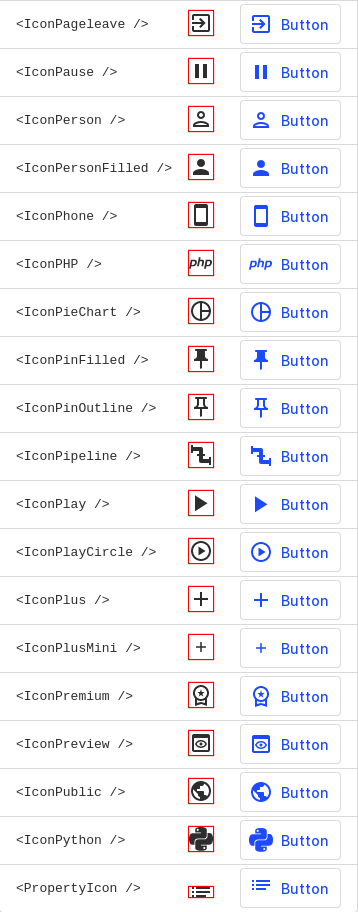 <IconPageleave /> Button
<IconPause /> Button
<IconPerson /> Button
<IconPersonFilled /> Button
<IconPhone /> Button
<IconPHP /> php php Button
<IconPieChart /> Button
<IconPinFilled /> Button
<IconPinOutline /> Button
<IconPipeline /> Button
<IconPlay /> Button
<IconPlayCircle /> Button
<IconPlus /> Button
<IconPlusMini /> Button
<IconPremium /> Button
<IconPreview /> Button
<IconPublic /> Button
<IconPython /> Button
<PropertyIcon /> Button